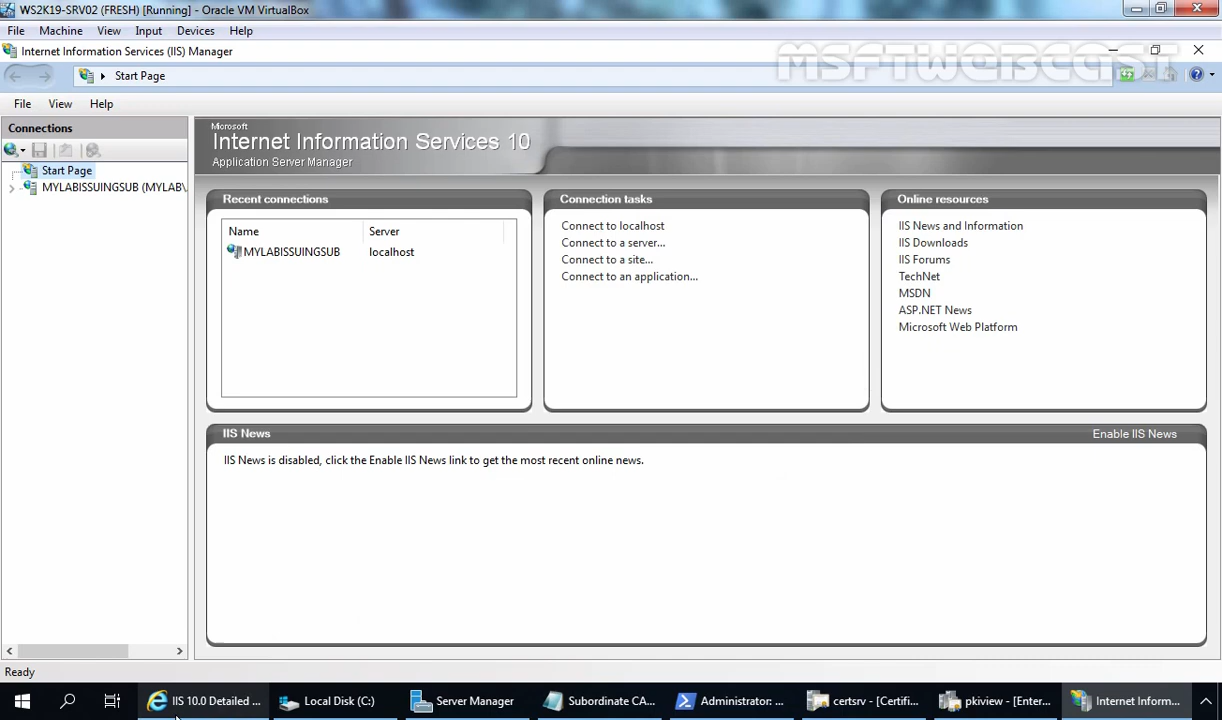 WS2K19-SRV02 (FRESH) [Running] - Oracle VM VirtualBox
File Machine View Input Devices Help
Internet Information Services (IIS) Manager
MSFTWEBCAST
Start Page
File View Help
Connections
Start Page
MYLABISSUINGSUB (MYLAB\
Microsoft
Internet Information Services 10
Application Server Manager
Recent connections
Name Server
MYLABISSUINGSUB localhost
Connection tasks
Connect to localhost
Connect to a server...
Connect to a site...
Connect to an application...
Online resources
IIS News and Information
IIS Downloads
IIS Forums
TechNet
MSDN
ASP.NET News
Microsoft Web Platform
IIS News
Enable IIS News
IIS News is disabled, click the Enable IIS News link to get the most recent online news.
Ready
IIS 10.0 Detailed ... Local Disk (C:) Server Manager Subordinate CA... Administrator: ... certsrv - [Certifi... pkiview - [Enter... Internet Inform...